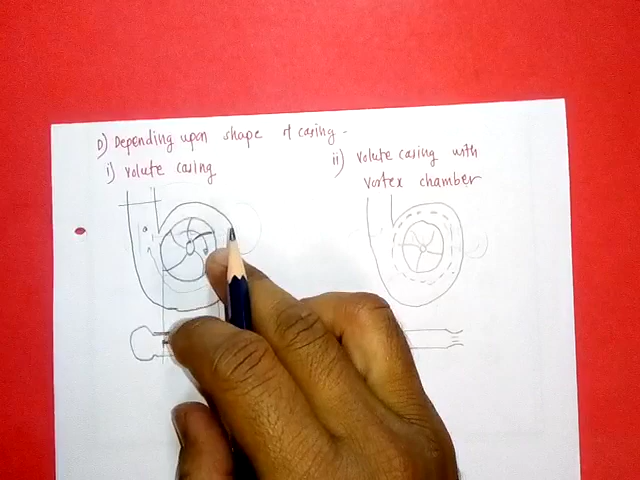 D) Depending upon shape of casing -
i) volute casing
ii) volute casing with
vortex chamber